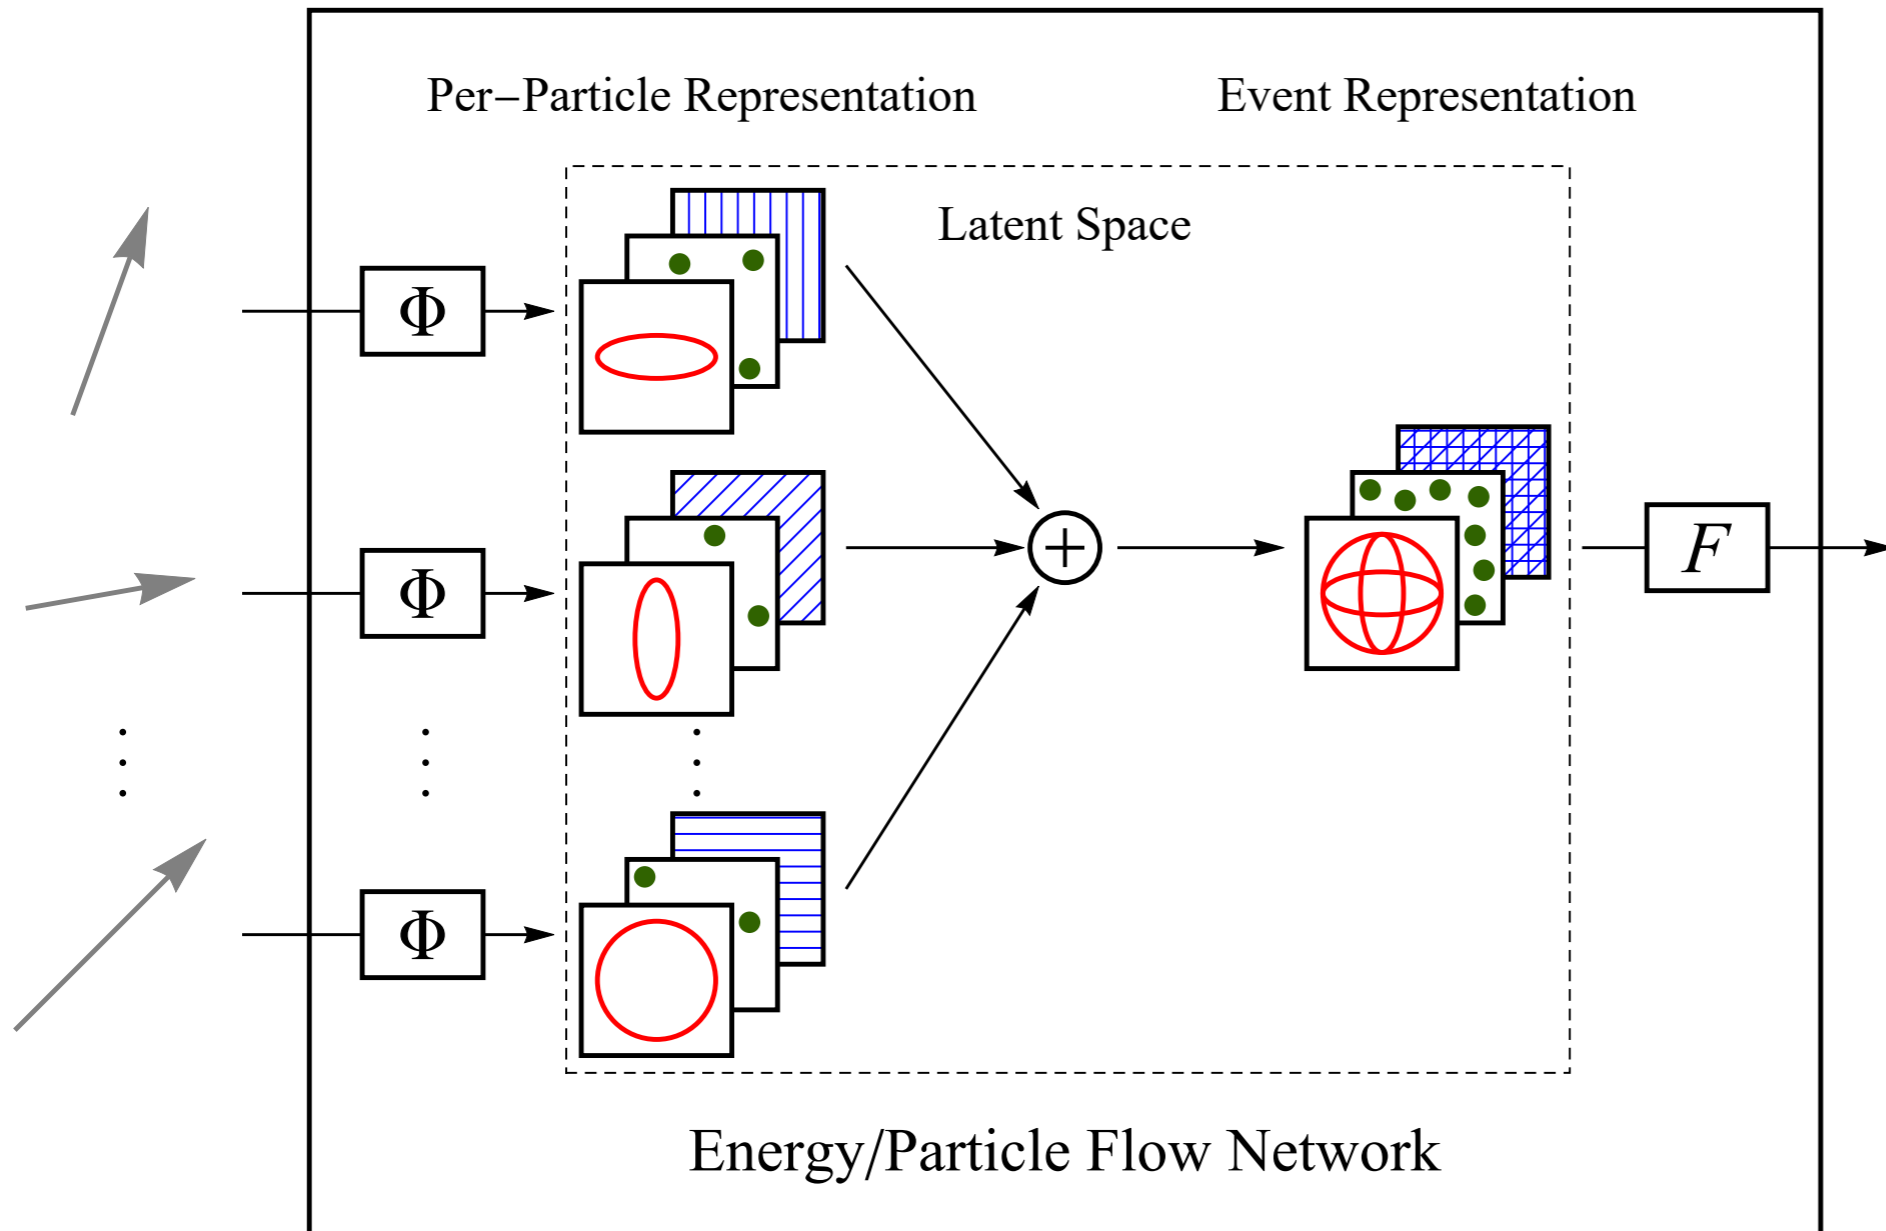 Per−Particle Representation
Event Representation
Latent Space
Φ
Φ
+
F
Φ
Energy/Particle Flow Network